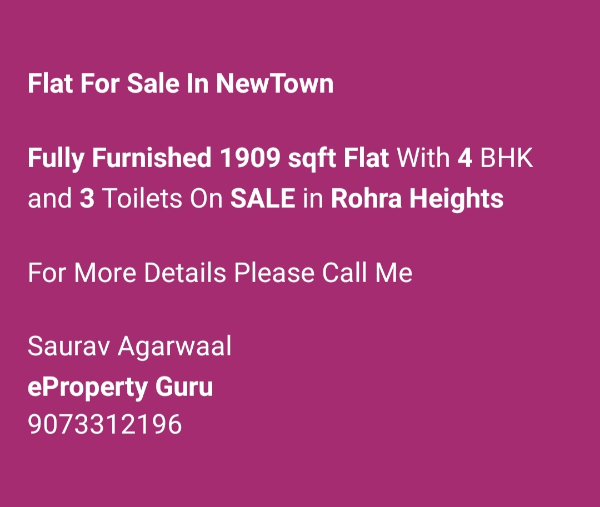 Flat For Sale In NewTown
Fully Furnished 1909 sqft Flat With 4 BHK
and 3 Toilets On SALE in Rohra Heights
For More Details Please Call Me
Saurav Agarwaal
eProperty Guru
9073312196